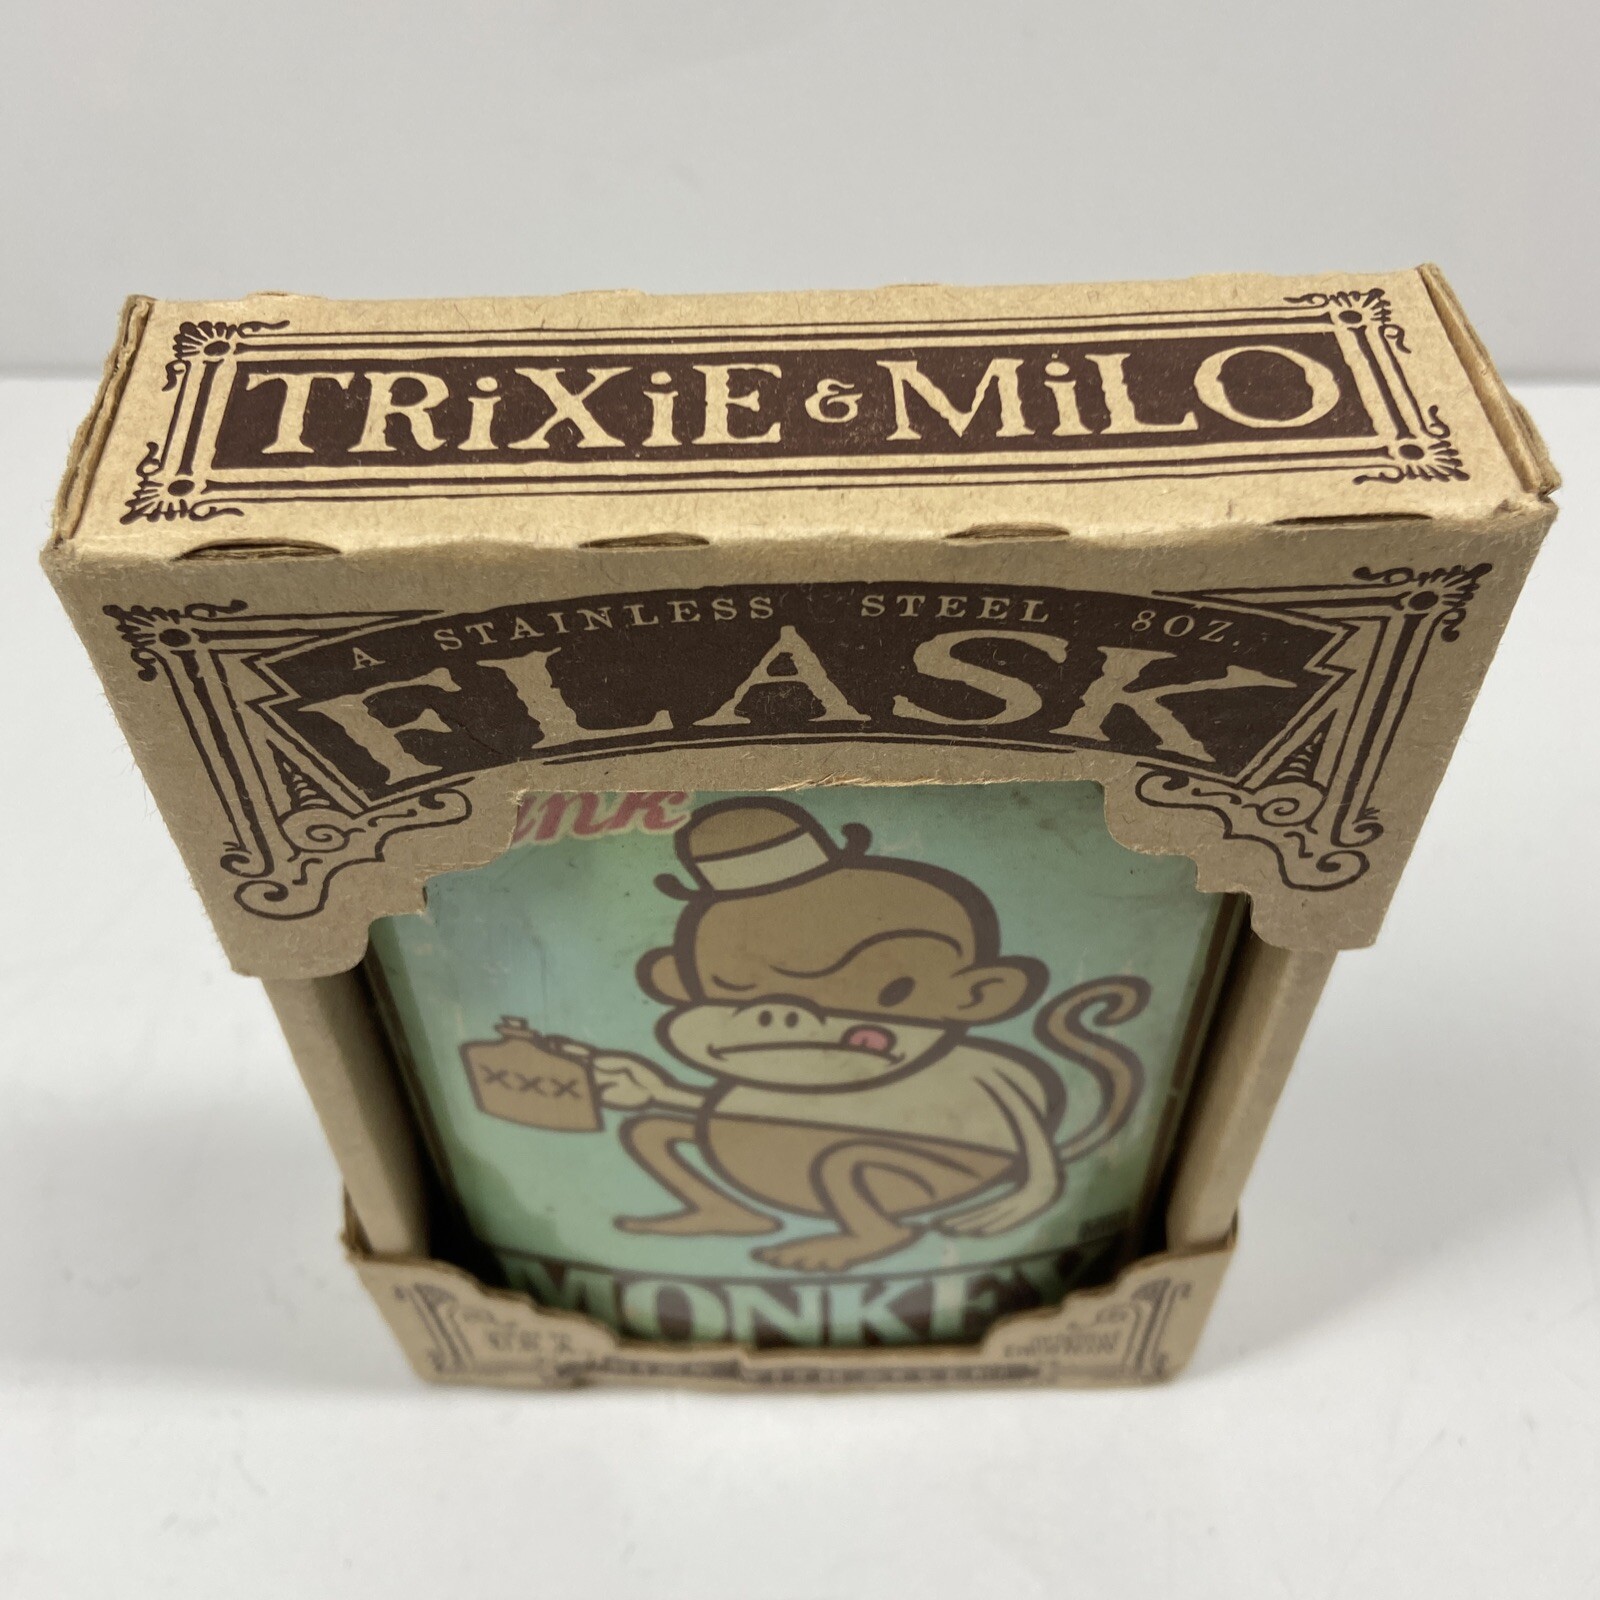 TRiXiE & MiLO
A STAINLESS STEEL 8OZ.
FLASK
XXX
MONKEY